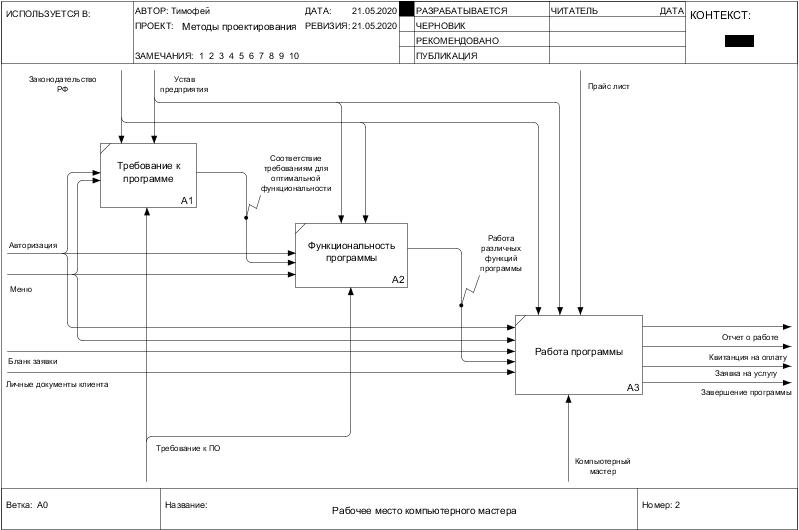 ИСПОЛЬЗУЕТСЯ В:
АВТОР: Тимофей
ДАТА: 21.05.2020
ПРОЕКТ: Методы проектирования
РЕВИЗИЯ: 21.05.2020
ЗАМЕЧАНИЯ: 1 2 3 4 5 6 7 8 9 10
РАЗРАБАТЫВАЕТСЯ
ЧЕРНОВИК
РЕКОМЕНДОВАНО
ПУБЛИКАЦИЯ
ЧИТАТЕЛЬ
ДАТА
КОНТЕКСТ:
Законодательство
РФ
Устав
предприятия
Прайс лист
Требование к
программе
A1
Соответствие
требованиям для
оптимальной
функциональности
Авторизация
Меню
Функциональность
программы
A2
Работа
различных
функций
программы
Бланк заявки
Личные документы клиента
Работа программы
A3
Отчет о работе
Квитанция на оплату
Заявка на услугу
Завершение программы
Требование к ПО
Компьютерный
мастер
Ветка: A0
Название:
Рабочее место компьютерного мастера
Номер: 2